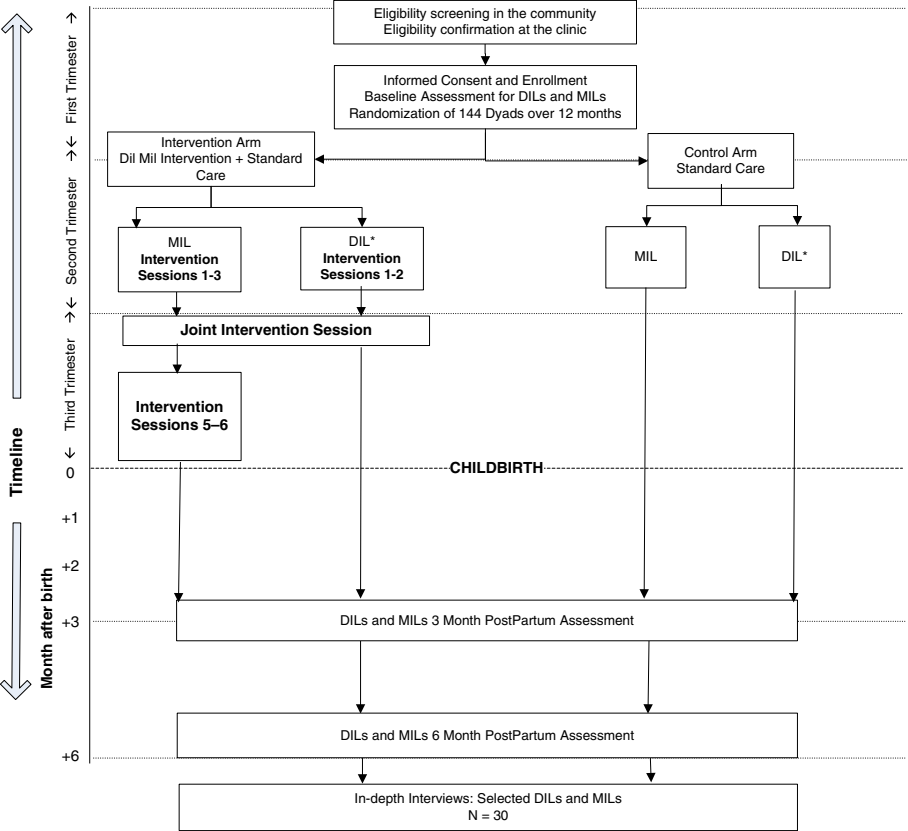 Eligibility screening in the community
Eligibility confirmation at the clinic
First Trimester
Informed Consent and Enrollment
Baseline Assessment for DILs and MILs
Randomization of 144 Dyads over 12 months
Intervention Arm
Dil Mil Intervention + Standard
Care
Control Arm
Standard Care
Second Trimester
MIL
Intervention
Sessions 1-3
DIL*
Intervention
Sessions 1-2
MIL
DIL*
Joint Intervention Session
Third Trimester
Intervention
Sessions 5–6
Timeline
0
CHILDBIRTH
+1
+2
Month after birth
+3
DILs and MILs 3 Month PostPartum Assessment
DILs and MILs 6 Month PostPartum Assessment
+6
In-depth Interviews: Selected DILs and MILs
N = 30